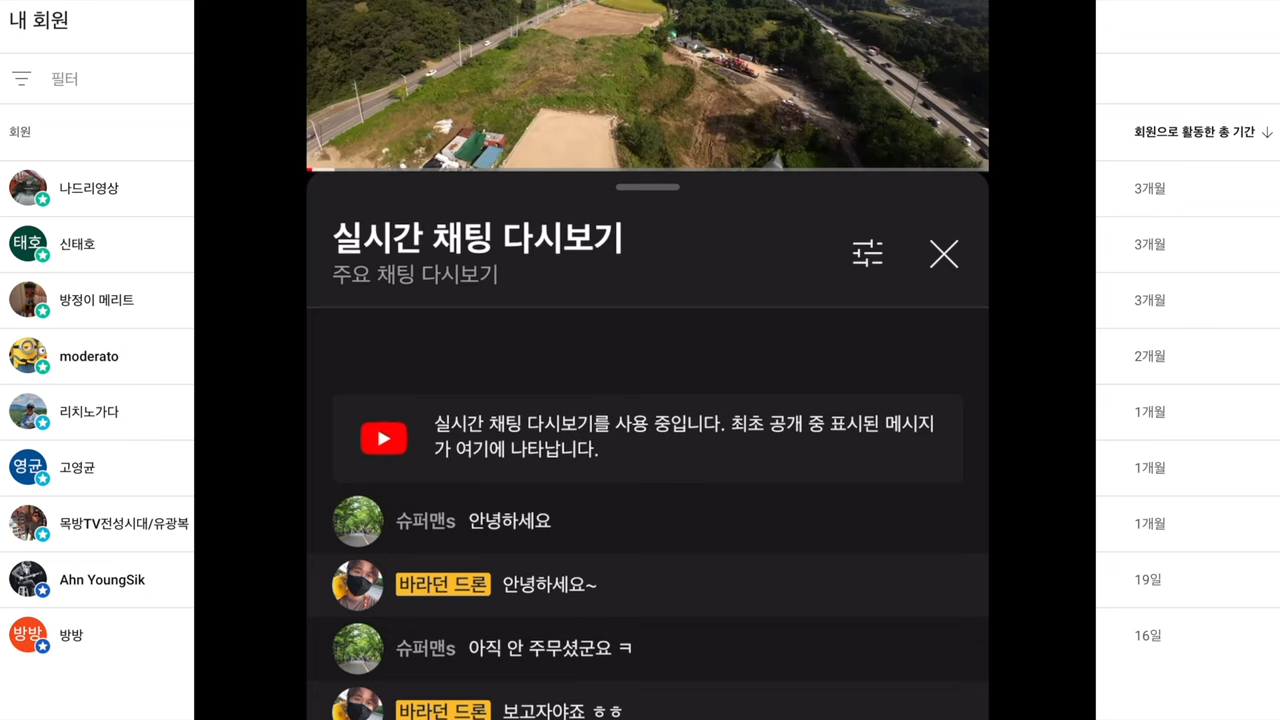 내 회원
필터
회원
회원으로 활동한 총 기간
나드리영상
3개월
태호
신태호
3개월
방정이 메리트
3개월
moderato
2개월
리치노가다
1개월
영균
고영균
1개월
목방TV전성시대/유광복
1개월
Ahn YoungSik
19일
방방
방방
16일
실시간 채팅 다시보기
주요 채팅 다시보기
실시간 채팅 다시보기를 사용 중입니다. 최초 공개 중 표시된 메시지
가 여기에 나타납니다.
슈퍼맨s 안녕하세요
바라던 드론 안녕하세요~
슈퍼맨s 아직 안 주무셨군요 ㅋ
바라던 드론 보고자야죠 ㅎㅎ